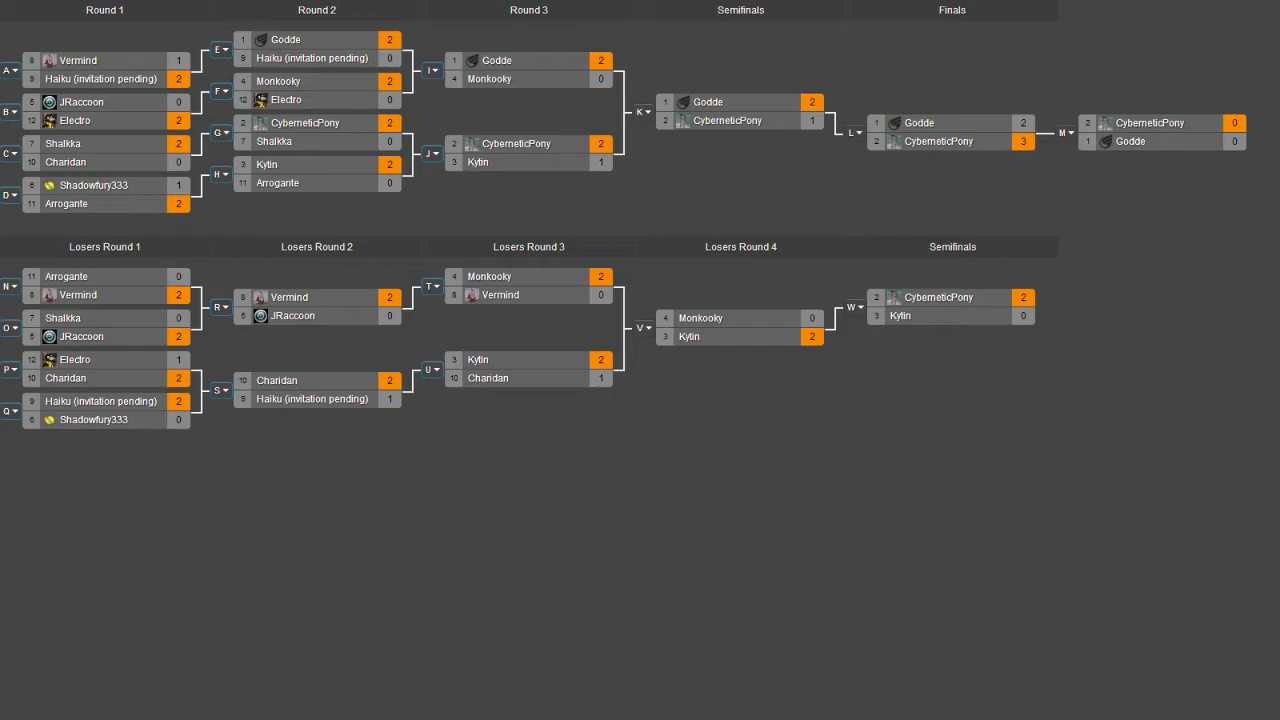 Round 1
Round 2
Round 3
Semifinals
Finals
A
8 Vermind 1
9 Haiku (invitation pending) 2
B
5 JRaccoon 0
12 Electro 2
C
7 Shalkka 2
10 Charidan 0
D
6 Shadowfury333 1
11 Arrogante 2
E
1 Godde 2
9 Haiku (invitation pending) 0
F
4 Monkooky 2
12 Electro 0
G
2 CyberneticPony 2
7 Shalkka 0
H
3 Kytin 2
11 Arrogante 0
I
1 Godde 2
4 Monkooky 0
J
2 CyberneticPony 2
3 Kytin 1
K
1 Godde 2
2 CyberneticPony 1
L
1 Godde 2
2 CyberneticPony 3
M
2 CyberneticPony 0
1 Godde 0
Losers Round 1
Losers Round 2
Losers Round 3
Losers Round 4
Semifinals
N
11 Arrogante 0
8 Vermind 2
O
7 Shalkka 0
5 JRaccoon 2
P
12 Electro 1
10 Charidan 2
Q
9 Haiku (invitation pending) 2
6 Shadowfury333 0
R
8 Vermind 2
5 JRaccoon 0
S
10 Charidan 2
9 Haiku (invitation pending) 1
T
4 Monkooky 2
8 Vermind 0
U
3 Kytin 2
10 Charidan 1
V
4 Monkooky 0
3 Kytin 2
W
2 CyberneticPony 2
3 Kytin 0